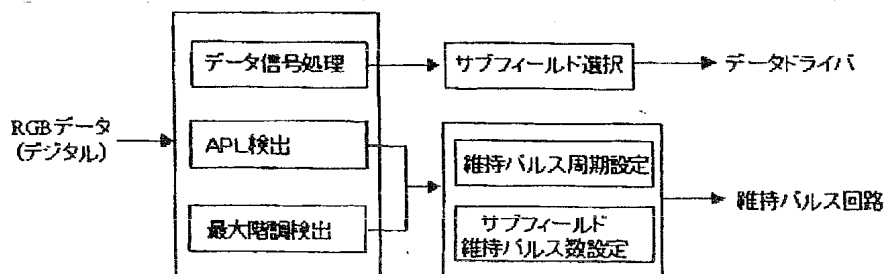 データ信号処理
サブフィールド選択
データドライバ
RGBデータ
(デジタル)
APL検出
最大階調検出
維持パルス周期設定
サブフィールド
維持パルス数設定
維持パルス回路